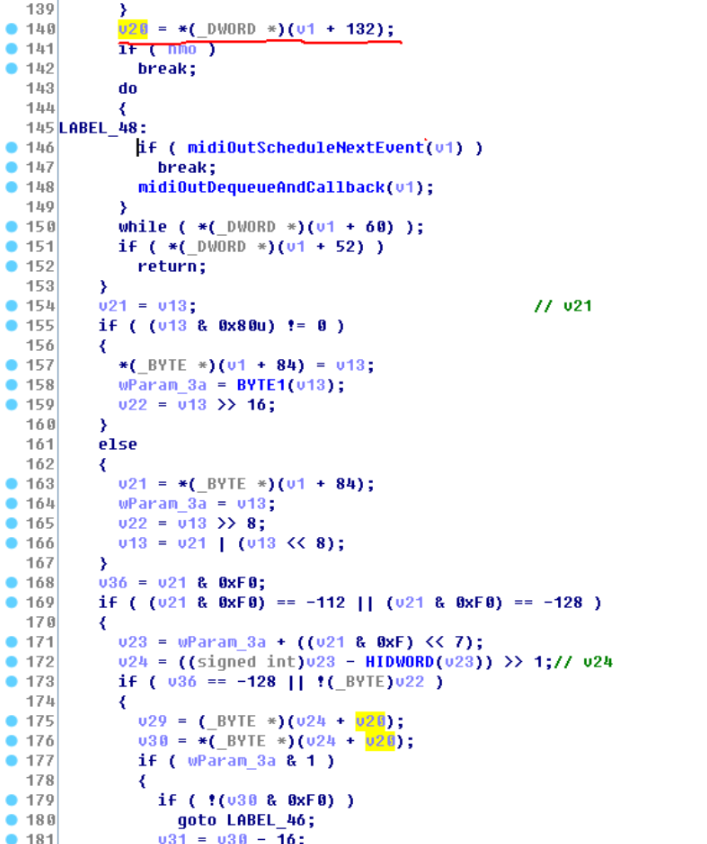 139 }
140 v20 = *(_DWORD *)(v1 + 132);
141 if ( nmo )
142 break;
143 do
144 {
145 LABEL_48:
146 if ( midiOutScheduleNextEvent(v1) )
147 break;
148 midiOutDequeueAndCallback(v1);
149 }
150 while ( *(_DWORD *)(v1 + 60) );
151 if ( *(_DWORD *)(v1 + 52) )
152 return;
153 }
154 v21 = v13; // v21
155 if ( (v13 & 0x80u) != 0 )
156 {
157 *(_BYTE *)(v1 + 84) = v13;
158 wParam_3a = BYTE1(v13);
159 v22 = v13 >> 16;
160 }
161 else
162 {
163 v21 = *(_BYTE *)(v1 + 84);
164 wParam_3a = v13;
165 v22 = v13 >> 8;
166 v13 = v21 | (v13 << 8);
167 }
168 v36 = v21 & 0xF0;
169 if ( (v21 & 0xF0) == -112 || (v21 & 0xF0) == -128 )
170 {
171 v23 = wParam_3a + ((v21 & 0xF) << 7);
172 v24 = ((signed int)v23 - HIDWORD(v23)) >> 1;// v24
173 if ( v36 == -128 || !(_BYTE)v22 )
174 {
175 v29 = (_BYTE *)(v24 + v20);
176 v30 = *(_BYTE *)(v24 + v20);
177 if ( wParam_3a & 1 )
178 {
179 if ( !(v30 & 0xF0) )
180 goto LABEL_46;
181 v31 = v30 - 16;